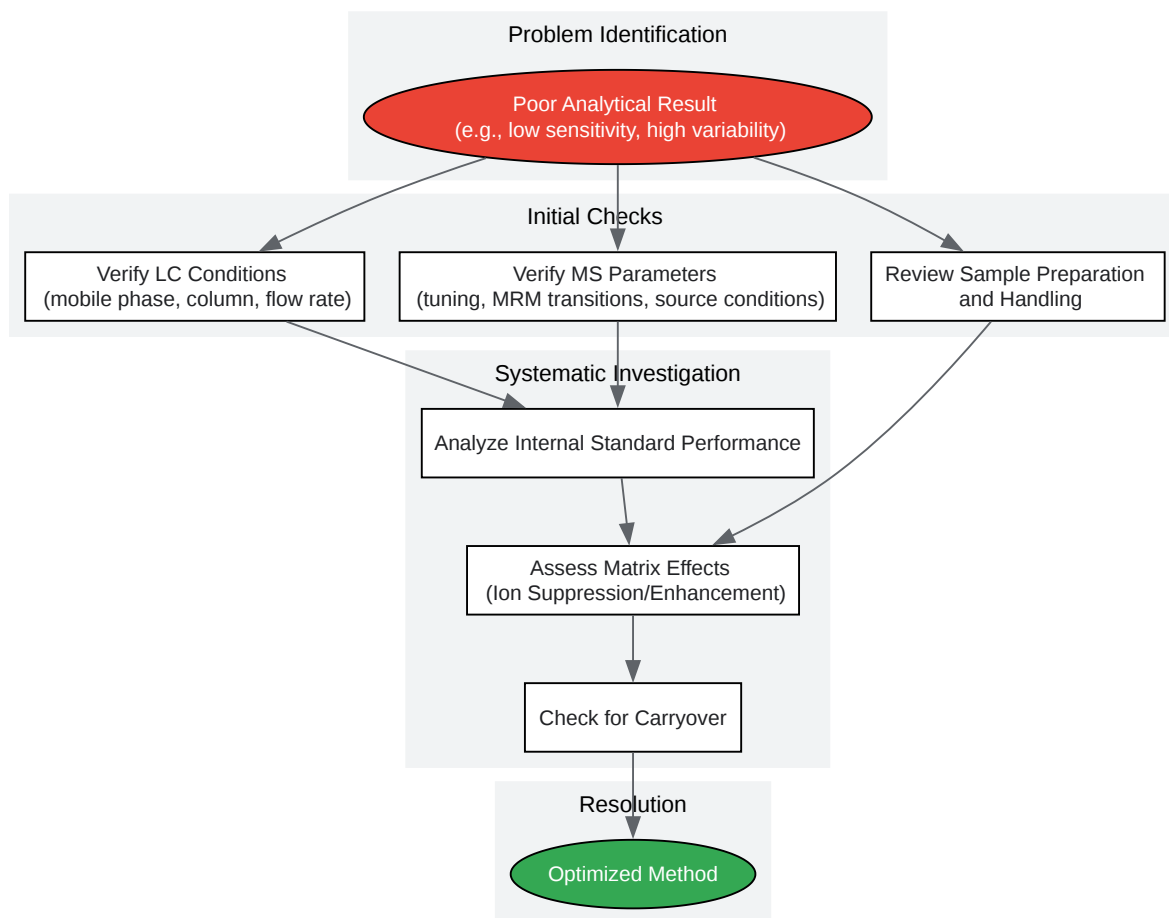 Problem Identification
Poor Analytical Result
(e.g., low sensitivity, high variability)
Initial Checks
Verify LC Conditions
(mobile phase, column, flow rate)
Verify MS Parameters
(tuning, MRM transitions, source conditions)
Review Sample Preparation
and Handling
Systematic Investigation
Analyze Internal Standard Performance
Assess Matrix Effects
(Ion Suppression/Enhancement)
Check for Carryover
Resolution
Optimized Method